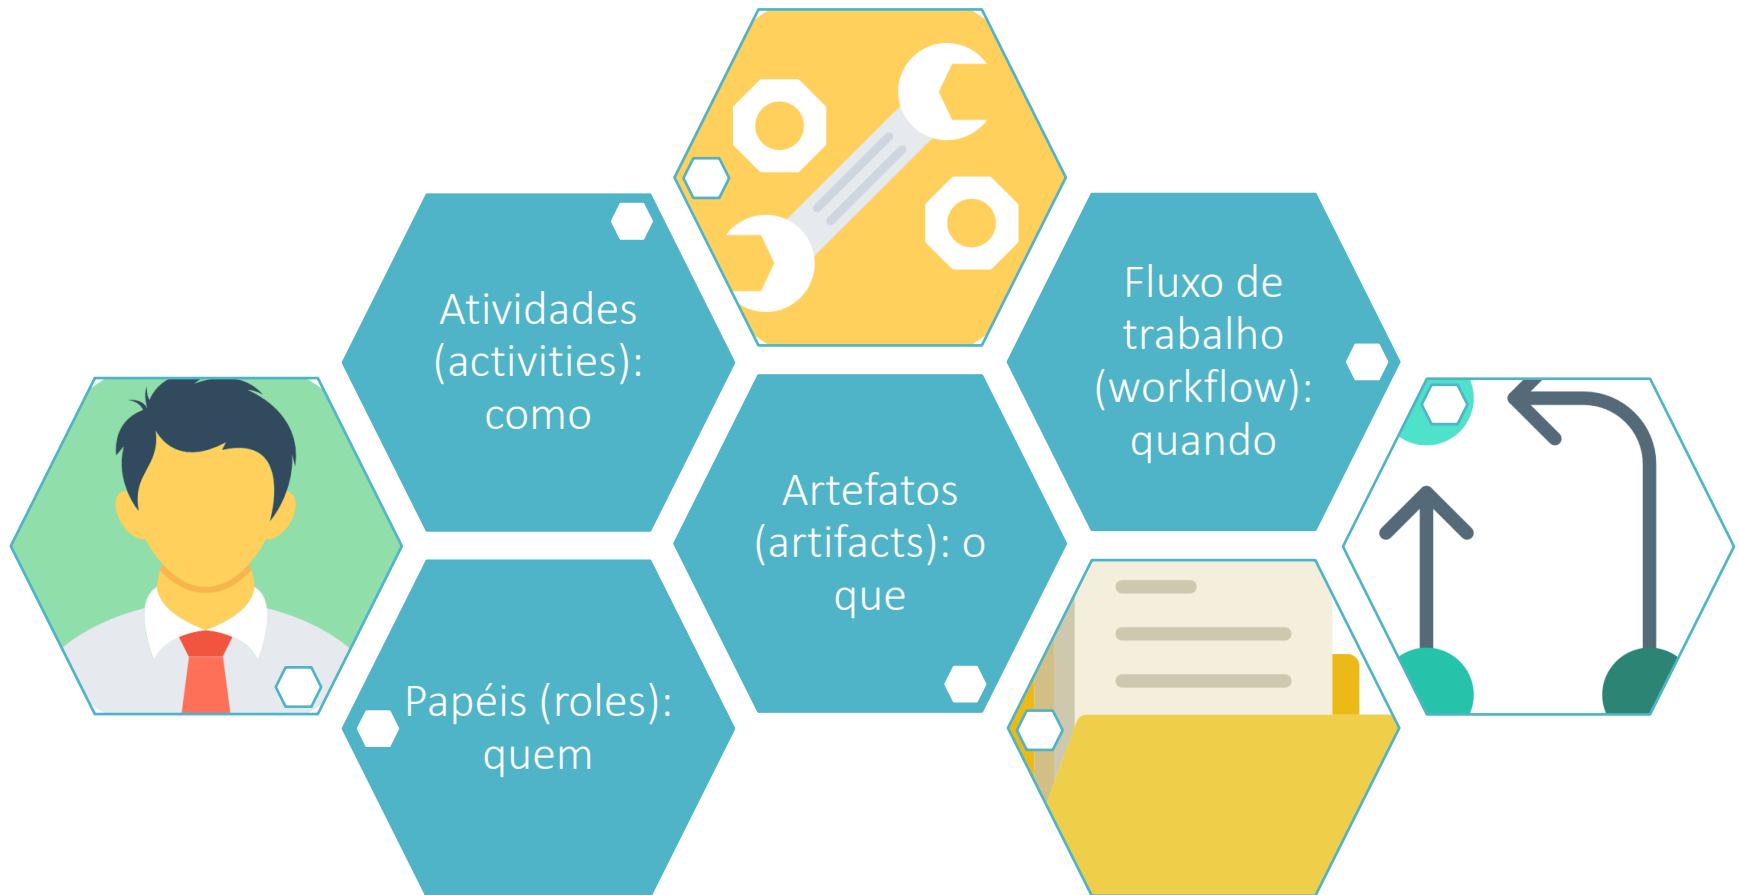 Atividades
(activities):
como
Papéis (roles):
quem
Artefatos
(artifacts): o
que
Fluxo de
trabalho
(workflow):
quando